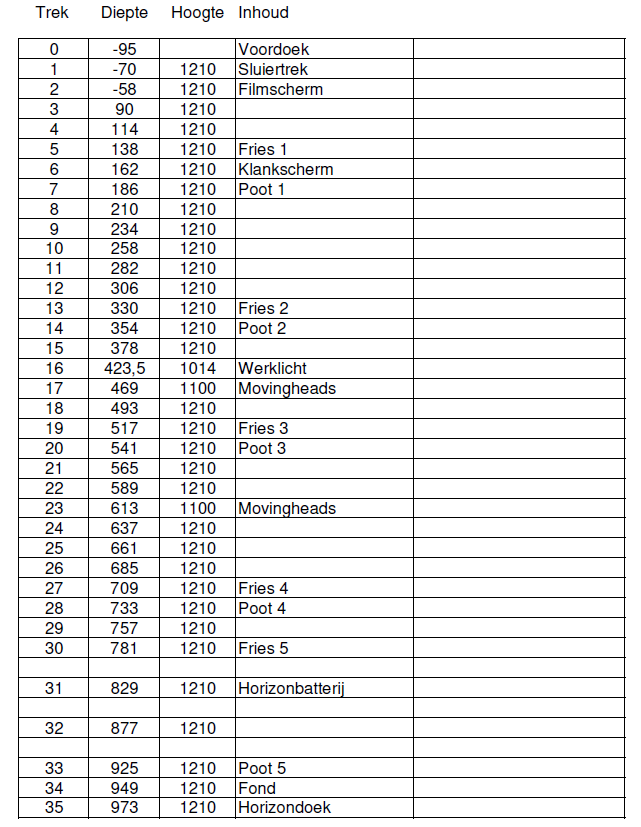 Trek Diepte Hoogte Inhoud
0 -95 Voordoek
1 -70 1210 Sluiertrek
2 -58 1210 Filmscherm
3 90 1210
4 114 1210
5 138 1210 Fries 1
6 162 1210 Klankscherm
7 186 1210 Poot 1
8 210 1210
9 234 1210
10 258 1210
11 282 1210
12 306 1210
13 330 1210 Fries 2
14 354 1210 Poot 2
15 378 1210
16 423,5 1014 Werklicht
17 469 1100 Movingheads
18 493 1210
19 517 1210 Fries 3
20 541 1210 Poot 3
21 565 1210
22 589 1210
23 613 1100 Movingheads
24 637 1210
25 661 1210
26 685 1210
27 709 1210 Fries 4
28 733 1210 Poot 4
29 757 1210
30 781 1210 Fries 5
31 829 1210 Horizonbatterij
32 877 1210
33 925 1210 Poot 5
34 949 1210 Fond
35 973 1210 Horizondoek